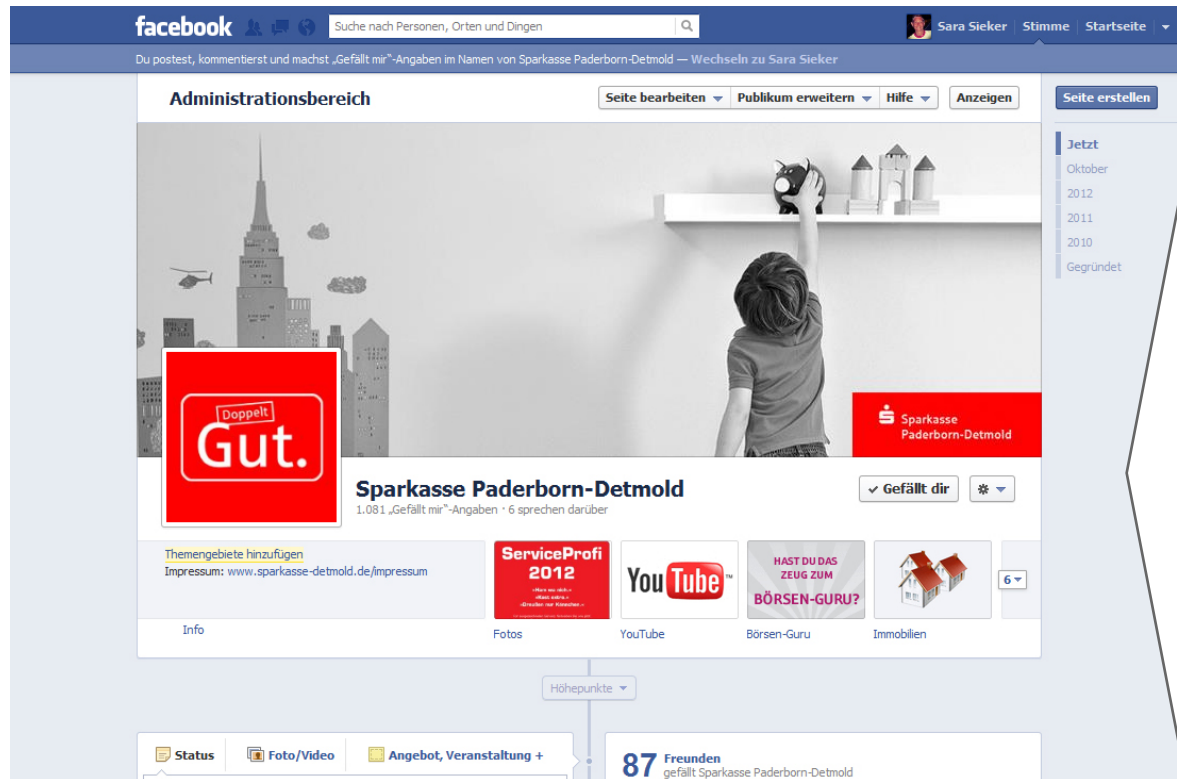 facebook
Suche nach Personen, Orten und Dingen
Sara Sieker
Stimme
Startseite
Du postest, kommentierst und machst „Gefällt mir“-Angaben im Namen von Sparkasse Paderborn-Detmold — Wechseln zu Sara Sieker
Administrationsbereich
Seite bearbeiten
Publikum erweitern
Hilfe
Anzeigen
Seite erstellen
Jetzt
Oktober
2012
2011
2010
Gegründet
Doppelt
Gut.
Sparkasse
Paderborn-Detmold
Sparkasse Paderborn-Detmold
1.081 „Gefällt mir“-Angaben · 6 sprechen darüber
Gefällt dir
Themengebiete hinzufügen
Impressum: www.sparkasse-detmold.de/impressum
Info
ServiceProfi
2012
Fotos
YouTube
YouTube
HAST DU DAS
ZEUG ZUM
BÖRSEN-GURU?
Börsen-Guru
Immobilien
6
Höhepunkte
Status
Foto/Video
Angebot, Veranstaltung +
87 Freunden
gefällt Sparkasse Paderborn-Detmold